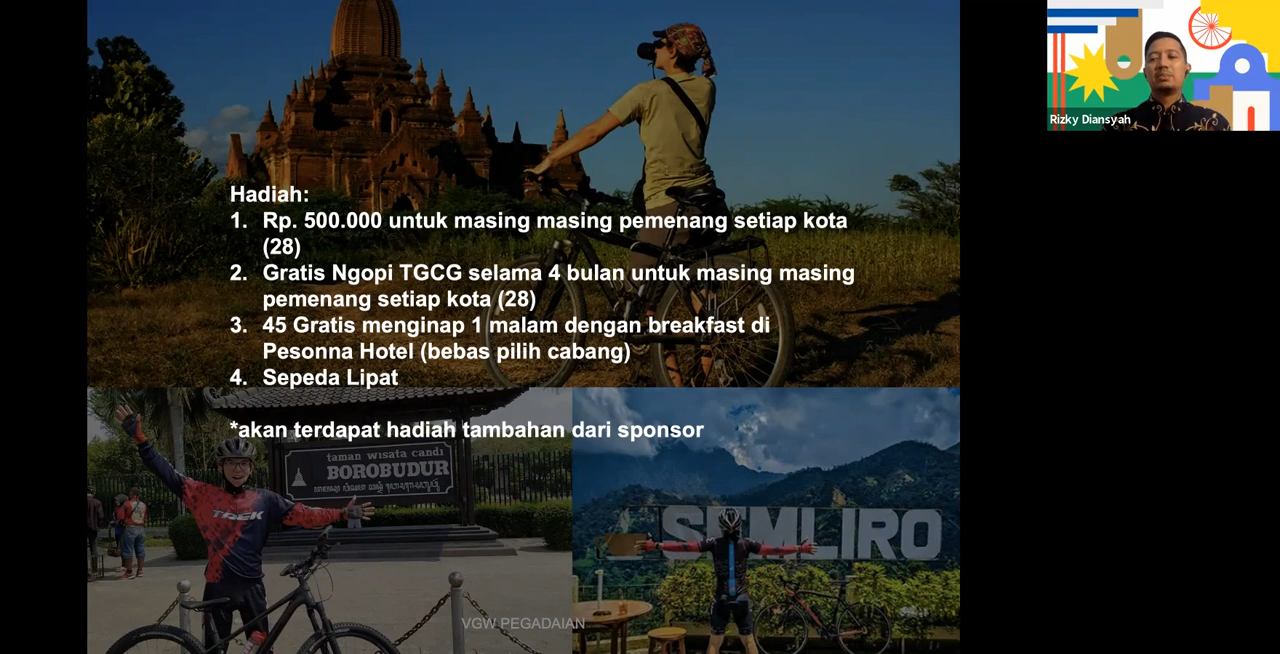 Hadiah:
1. Rp. 500.000 untuk masing masing pemenang setiap kota
(28)
2. Gratis Ngopi TGCG selama 4 bulan untuk masing masing
pemenang setiap kota (28)
3. 45 Gratis menginap 1 malam dengan breakfast di
Pesonna Hotel (bebas pilih cabang)
4. Sepeda Lipat
*akan terdapat hadiah tambahan dari sponsor
taman wisata candi
BOROBUDUR
TREK
SEMLIRO
VGW PEGADAIAN
Rizky Diansyah